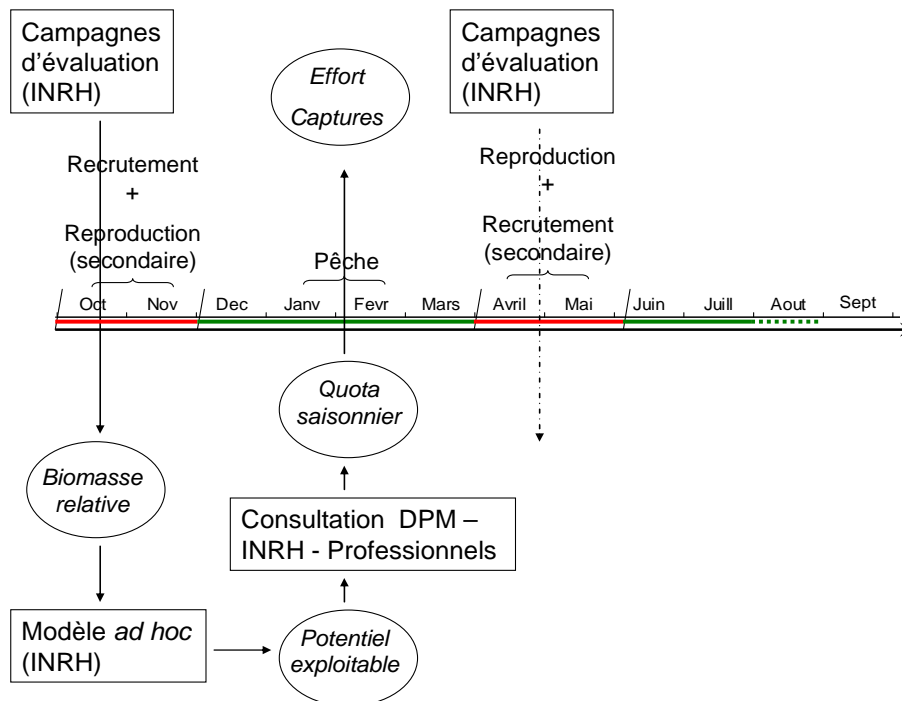 Campagnes
d'évaluation
(INRH)
Effort
Captures
Campagnes
d'évaluation
(INRH)
Recrutement
+
Reproduction
(secondaire)
Pêche
Reproduction
+
Recrutement
(secondaire)
Oct Nov Dec Janv Fevr Mars Avril Mai Juin Juill Aout Sept
Biomasse
relative
Quota
saisonnier
Consultation DPM –
INRH - Professionnels
Modèle ad hoc
(INRH)
Potentiel
exploitable